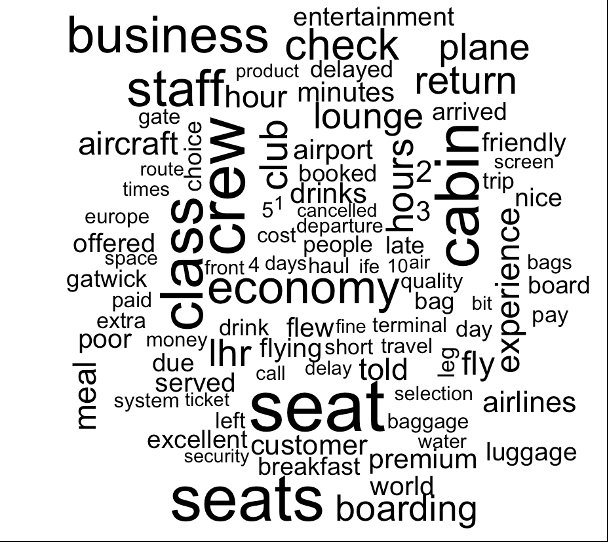 entertainment
business
check
plane
product
delayed
return
staff
hour
minutes
lounge
arrived
gate
aircraft
choice
crew
club
airport
hours
cabin
friendly
screen
route
booked
2
trip
times
drinks
nice
5
1
cancelled
3
europe
departure
cost
people
late
offered
space
class
front
4
days
haul
ife
10
air
experience
bags
gatwick
economy
quality
board
paid
bag
bit
pay
extra
drink
flew
fine
terminal
day
poor
money
lhr
flying
short
travel
leg
fly
due
call
delay
told
meal
served
system
ticket
seat
selection
airlines
left
baggage
excellent
customer
water
security
breakfast
premium
luggage
seats
world
boarding